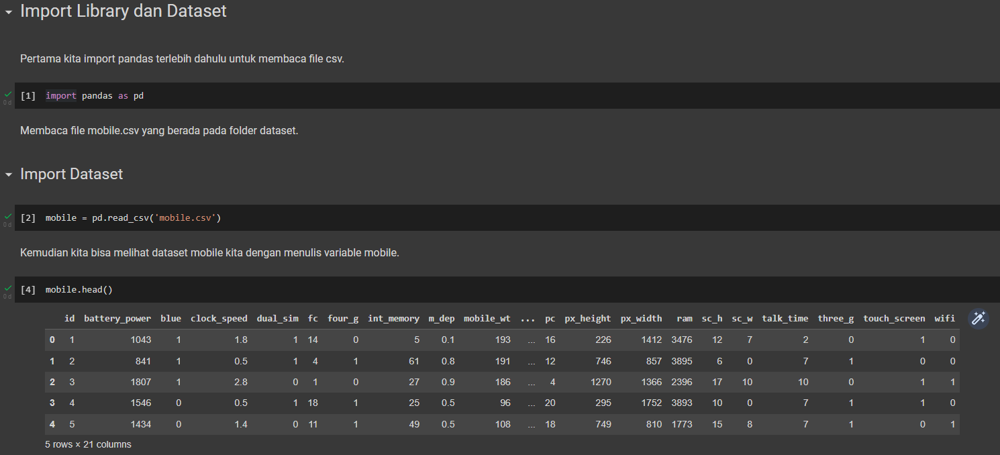 Import Library dan Dataset
Pertama kita import pandas terlebih dahulu untuk membaca file csv.
[1] import pandas as pd
0 d
Membaca file mobile.csv yang berada pada folder dataset.
Import Dataset
[2] mobile = pd.read_csv('mobile.csv')
0 d
Kemudian kita bisa melihat dataset mobile kita dengan menulis variable mobile.
[4] mobile.head()
0 d
id battery_power blue clock_speed dual_sim fc four_g int_memory m_dep mobile_wt ... pc px_height px_width ram sc_h sc_w talk_time three_g touch_screen wifi
0 1 1043 1 1.8 1 14 0 5 0.1 193 ... 16 226 1412 3476 12 7 2 0 1 0
1 2 841 1 0.5 1 4 1 61 0.8 191 ... 12 746 857 3895 6 0 7 1 0 0
2 3 1807 1 2.8 0 1 0 27 0.9 186 ... 4 1270 1366 2396 17 10 10 0 1 1
3 4 1546 0 0.5 1 18 1 25 0.5 96 ... 20 295 1752 3893 10 0 7 1 1 0
4 5 1434 0 1.4 0 11 1 49 0.5 108 ... 18 749 810 1773 15 8 7 1 0 1
5 rows × 21 columns